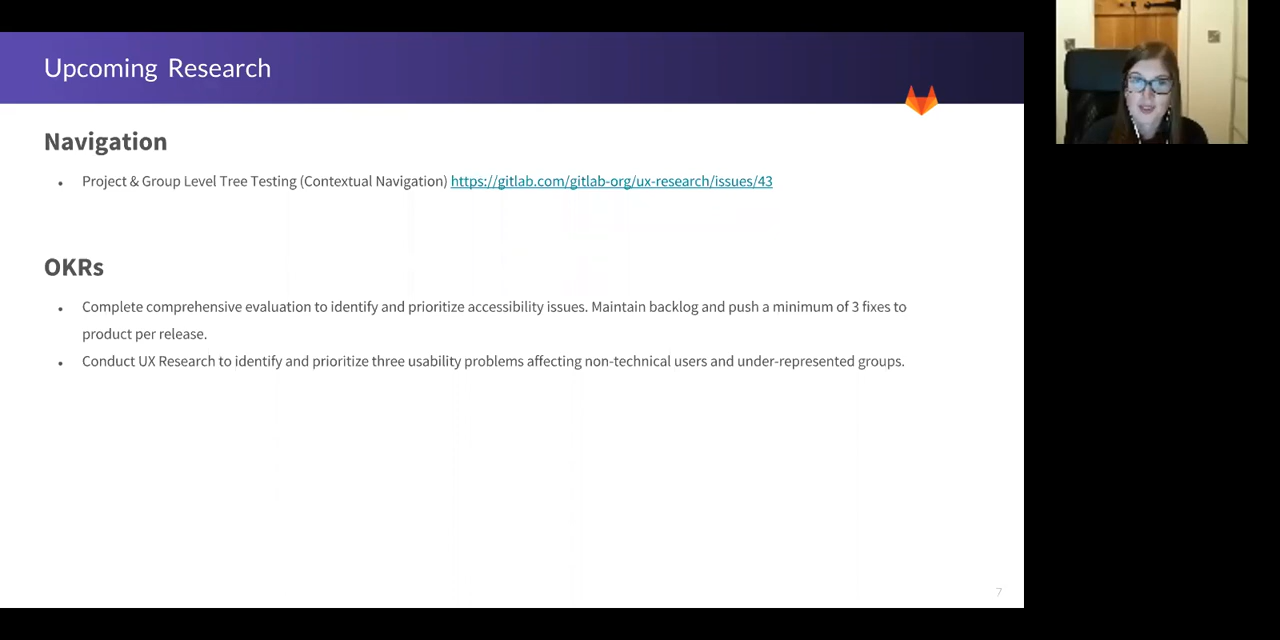 Upcoming Research
Navigation
• Project & Group Level Tree Testing (Contextual Navigation) https://gitlab.com/gitlab-org/ux-research/issues/43
OKRs
• Complete comprehensive evaluation to identify and prioritize accessibility issues. Maintain backlog and push a minimum of 3 fixes to
product per release.
• Conduct UX Research to identify and prioritize three usability problems affecting non-technical users and under-represented groups.
7